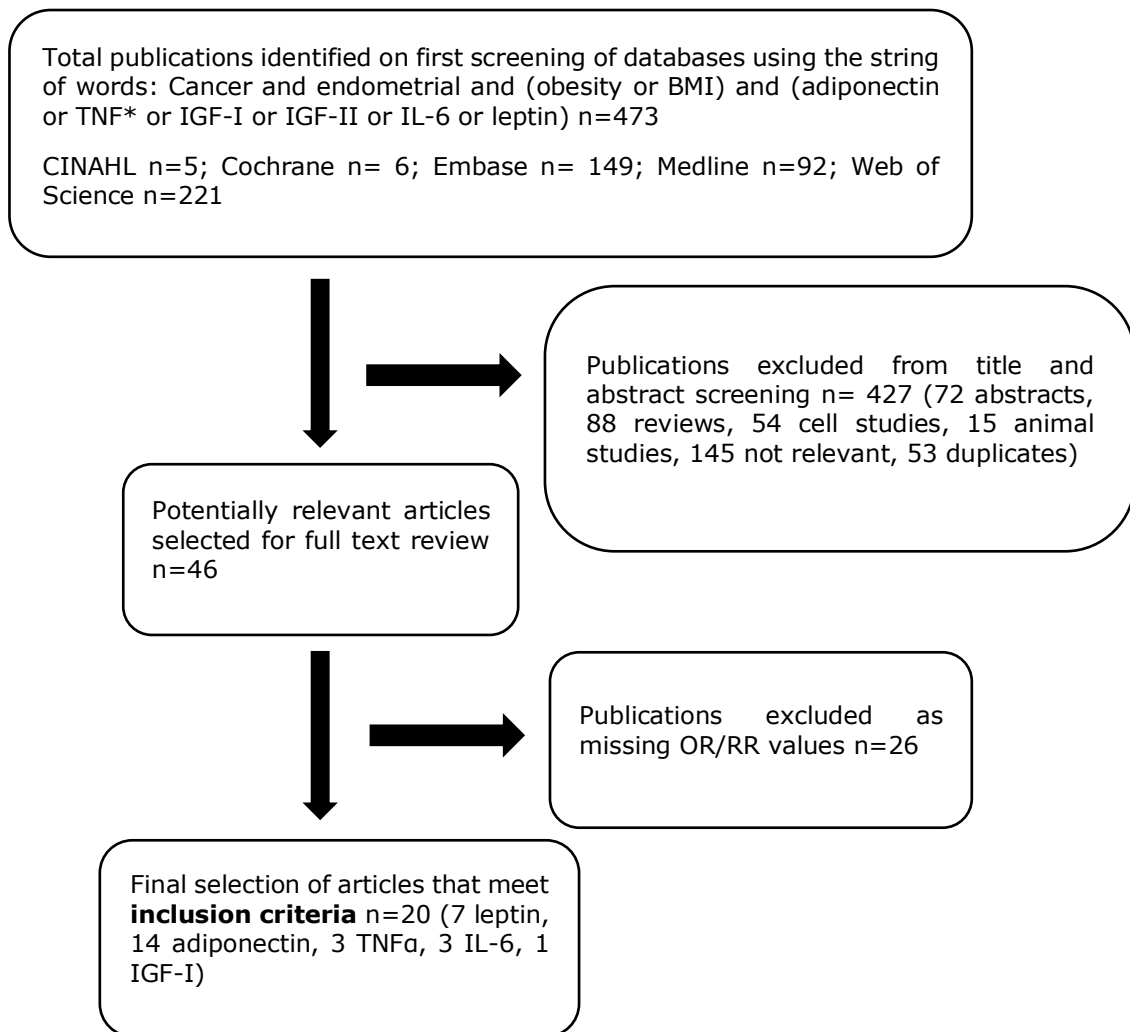 Total publications identified on first screening of databases using the string
of words: Cancer and endometrial and (obesity or BMI) and (adiponectin
or TNF* or IGF-I or IGF-II or IL-6 or leptin) n=473
CINAHL n=5; Cochrane n= 6; Embase n= 149; Medline n=92; Web of
Science n=221
Publications excluded from title and
abstract screening n= 427 (72 abstracts,
88 reviews, 54 cell studies, 15 animal
studies, 145 not relevant, 53 duplicates)
Potentially relevant articles
selected for full text review
n=46
Publications excluded as
missing OR/RR values n=26
Final selection of articles that meet
inclusion criteria n=20 (7 leptin,
14 adiponectin, 3 TNFα, 3 IL-6, 1
IGF-I)